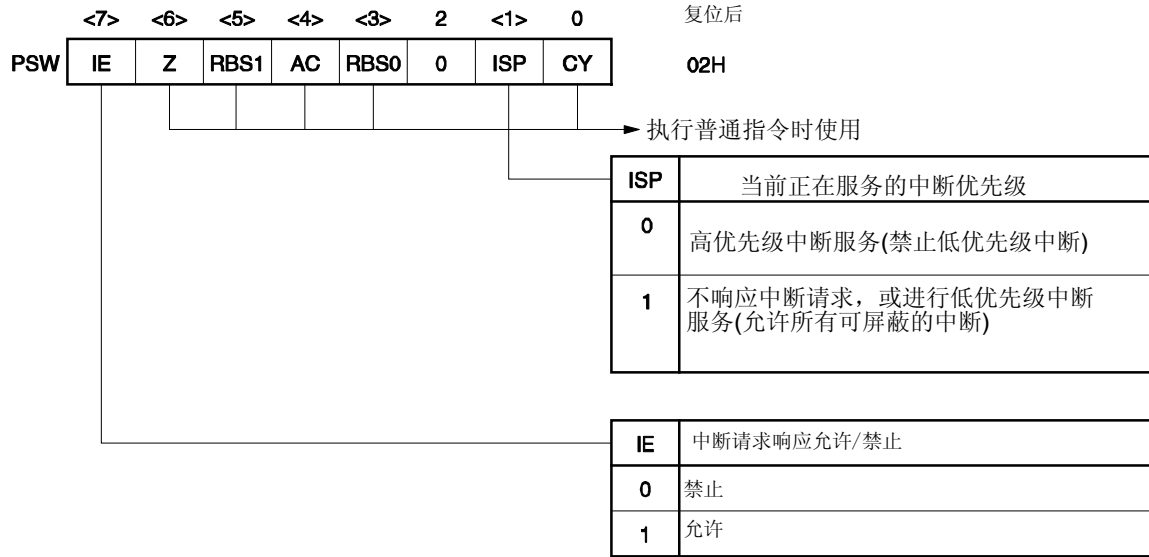 <7> <6> <5> <4> <3> 2 <1> 0 复位后
PSW IE Z RBS1 AC RBS0 0 ISP CY 02H
执行普通指令时使用
ISP 当前正在服务的中断优先级
0 高优先级中断服务(禁止低优先级中断)
1 不响应中断请求，或进行低优先级中断
服务(允许所有可屏蔽的中断)
IE 中断请求响应允许/禁止
0 禁止
1 允许